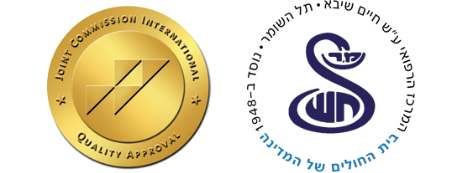 JOINT COMMISSION INTERNATIONAL
QUALITY APPROVAL
המרכז הרפואי ע"ש חיים שיבא • תל השומר • נוסד ב-1948
בית החולים של המדינה